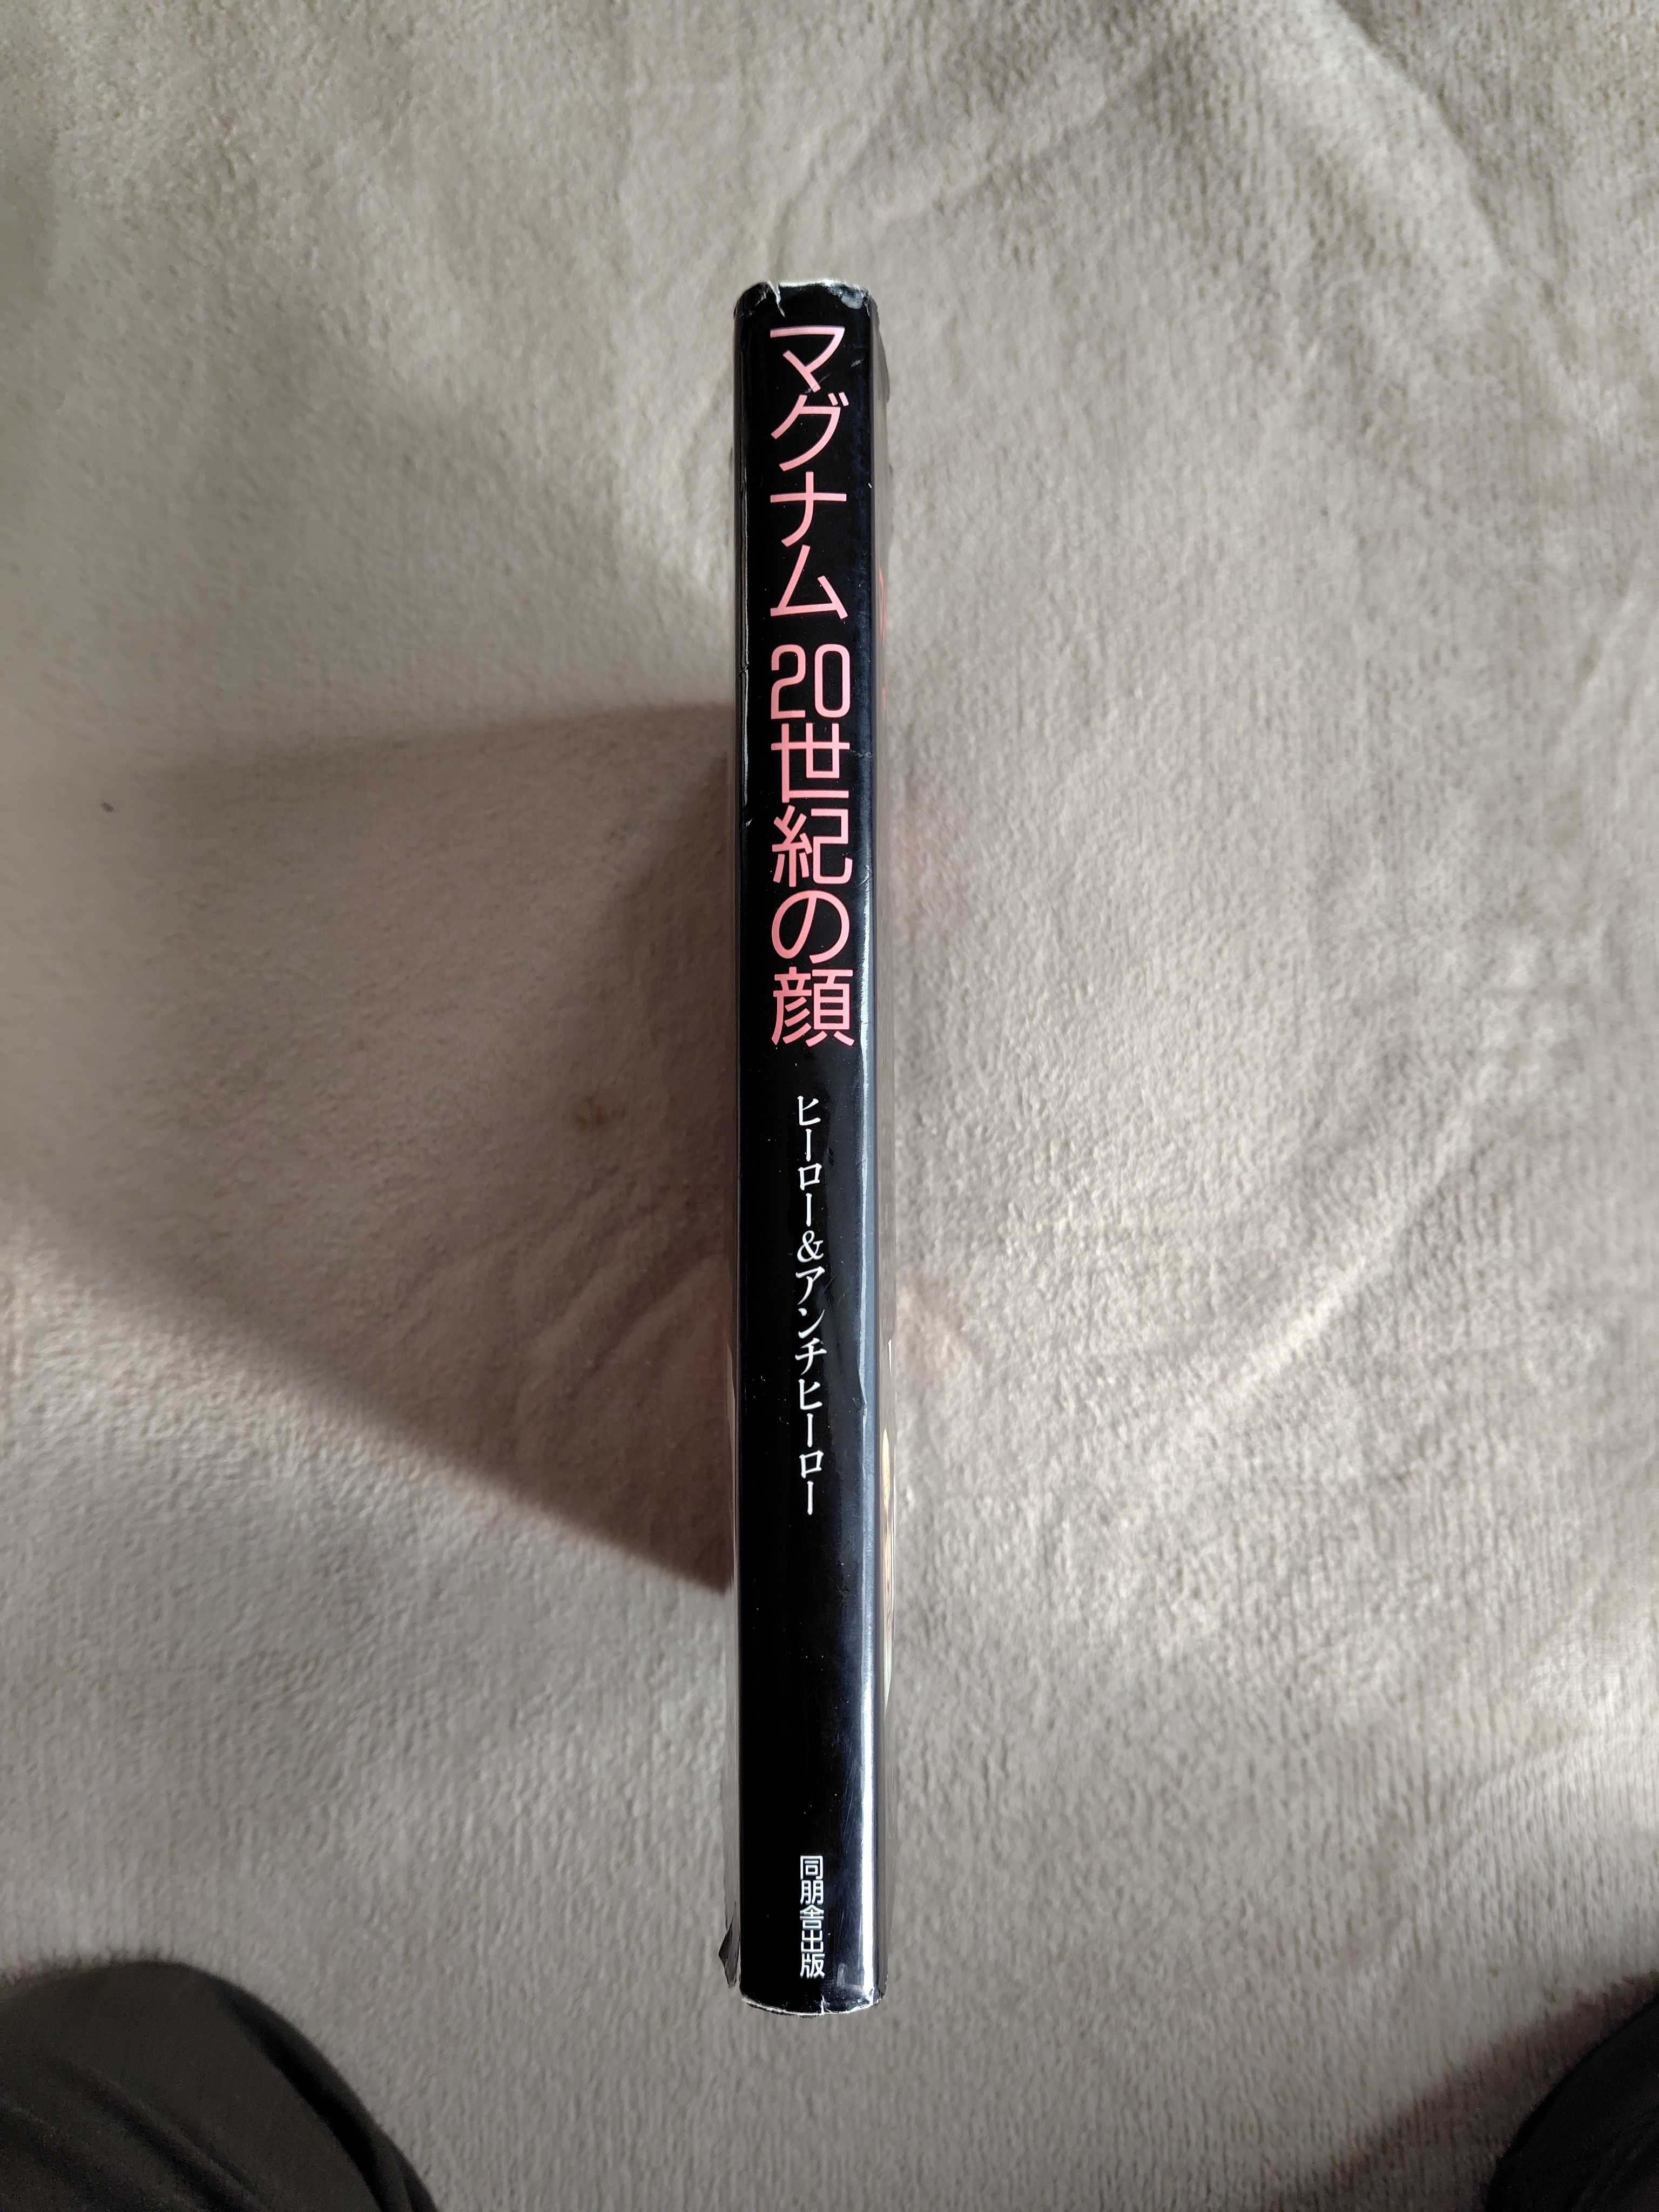 マグナム 20世紀の顔
ヒーロー&アンチヒーロー
同朋舎出版